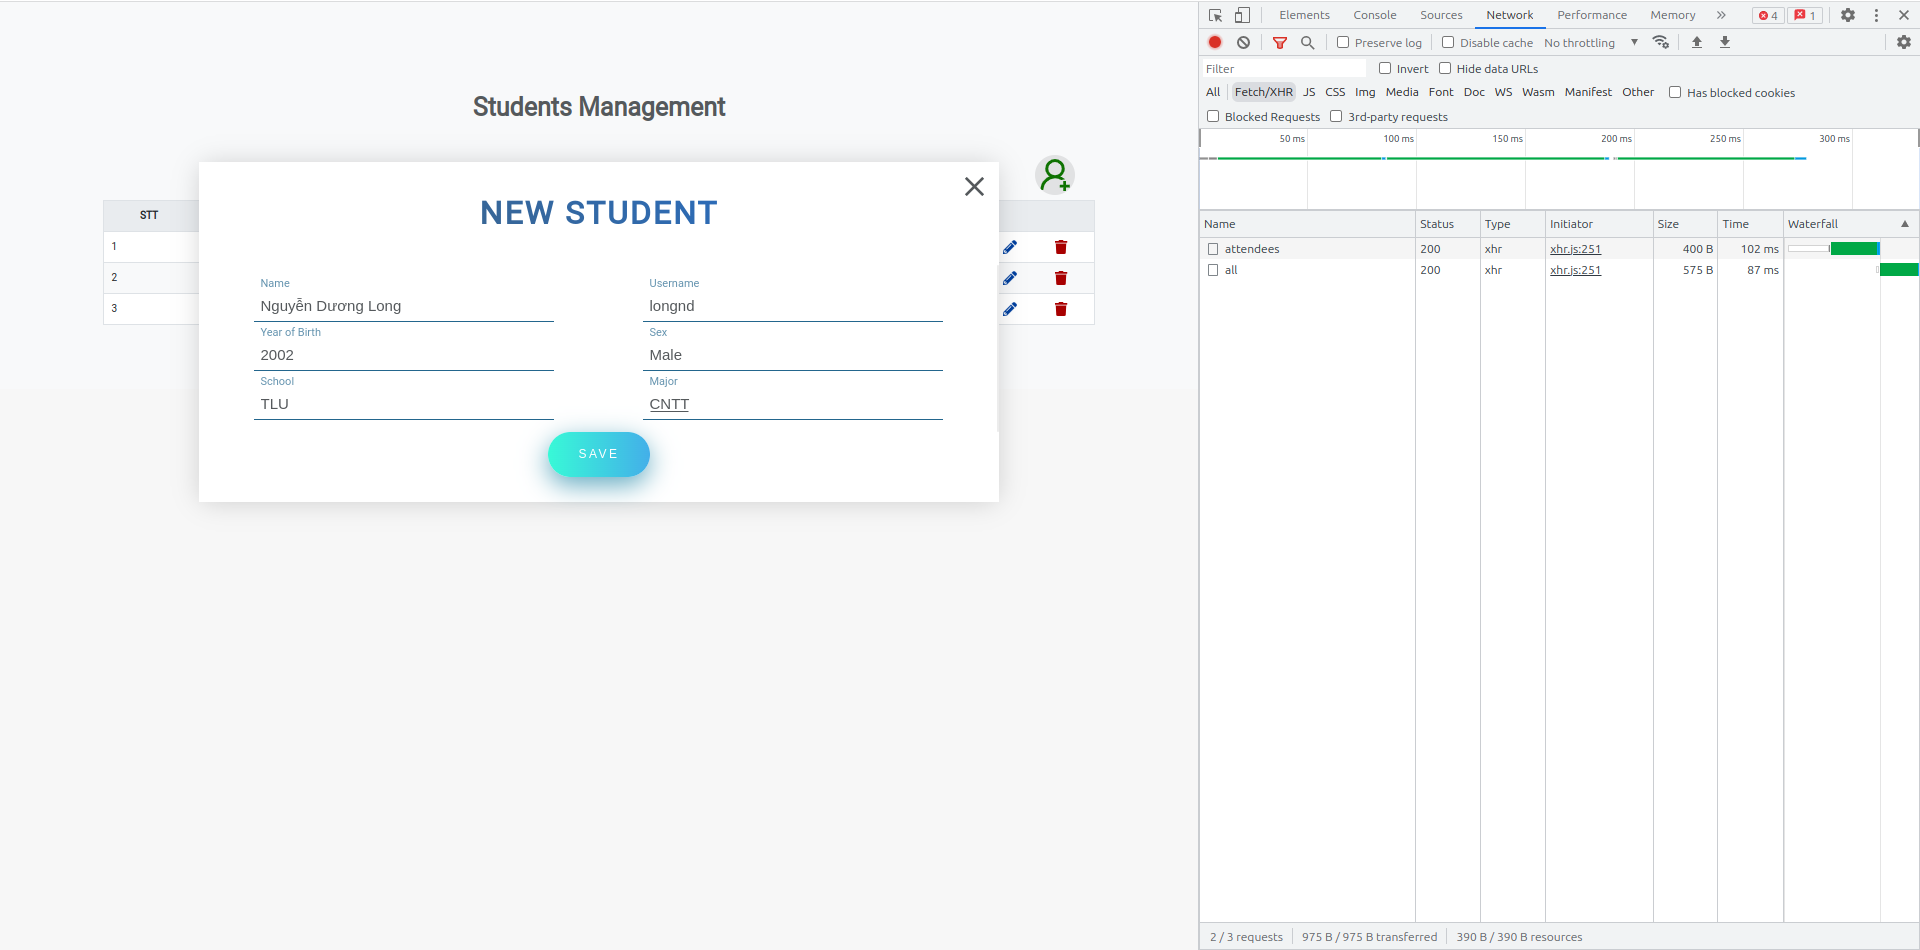 Students Management
NEW STUDENT
STT
1
2
3
Name
Nguyễn Dương Long
Username
longnd
Year of Birth
2002
Sex
Male
School
TLU
Major
CNTT
SAVE
Elements Console Sources Network Performance Memory » 4 1
Preserve log Disable cache No throttling
Filter Invert Hide data URLs
All Fetch/XHR JS CSS Img Media Font Doc WS Wasm Manifest Other Has blocked cookies
Blocked Requests 3rd-party requests
50 ms 100 ms 150 ms 200 ms 250 ms 300 ms
Name Status Type Initiator Size Time Waterfall
attendees 200 xhr xhr.js:251 400 B 102 ms
all 200 xhr xhr.js:251 575 B 87 ms
2 / 3 requests 975 B / 975 B transferred 390 B / 390 B resources